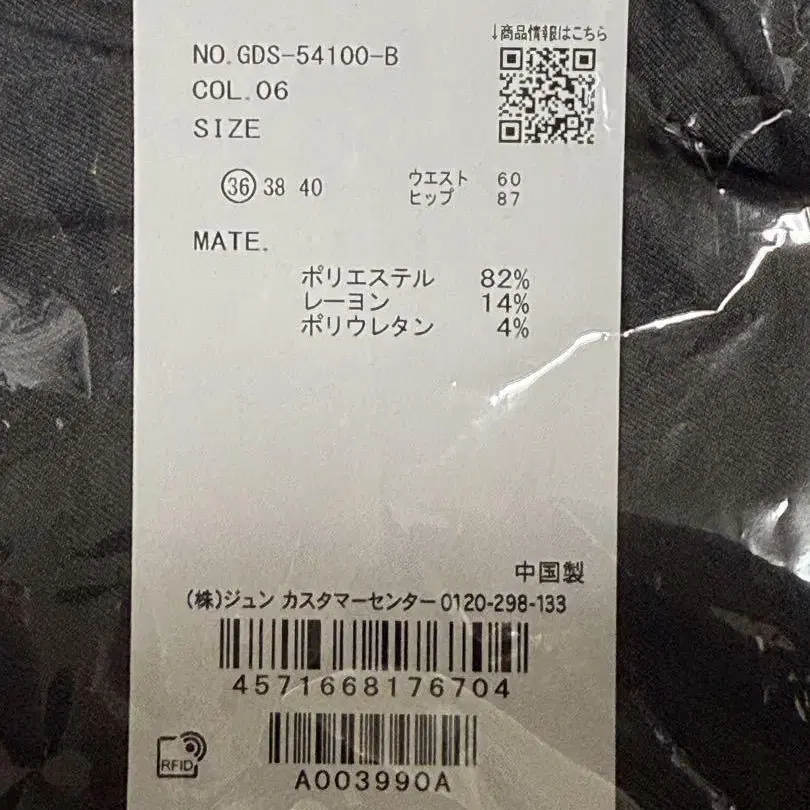 ↓商品情報はこちら
NO.GDS-54100-B
COL.06
SIZE
36 38 40
ウエスト 60
ヒップ 87
MATE.
ポリエステル 82%
レーヨン 14%
ポリウレタン 4%
中国製
(株)ジュン カスタマーセンター 0120-298-133
4571668176704
RFID
A003990A